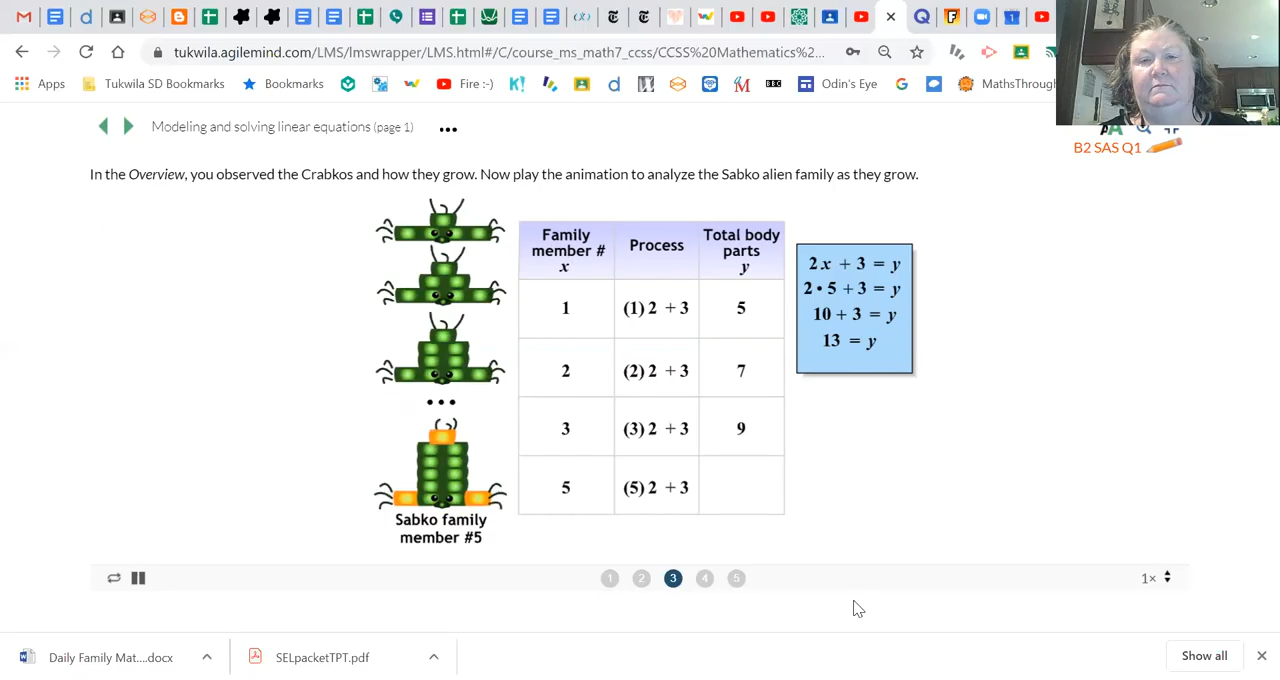 tukwila.agilemind.com/LMS/lmswrapper/LMS.html#/C/course_ms_math7_ccss/CCSS%20Mathematics%2...
Apps Tukwila SD Bookmarks Bookmarks Fire :-) Odin's Eye MathsThrough
Modeling and solving linear equations (page 1) •••
B2 SAS Q1
In the Overview, you observed the Crabkos and how they grow. Now play the animation to analyze the Sabko alien family as they grow.
Family member # x Process Total body parts y
1 (1) 2 + 3 5
2 (2) 2 + 3 7
3 (3) 2 + 3 9
5 (5) 2 + 3
2x + 3 = y
2 • 5 + 3 = y
10 + 3 = y
13 = y
•••
Sabko family
member #5
1 2 3 4 5
1×
Daily Family Mat....docx SELpacketTPT.pdf Show all